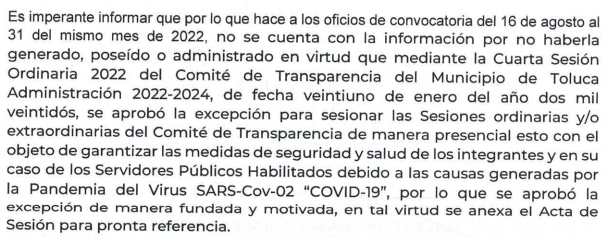 Es imperante informar que por lo que hace a los oficios de convocatoria del 16 de agosto al
31 del mismo mes de 2022, no se cuenta con la información por no haberla
generado, poseído o administrado en virtud que mediante la Cuarta Sesión
Ordinaria 2022 del Comité de Transparencia del Municipio de Toluca
Administración 2022-2024, de fecha veintiuno de enero del año dos mil
veintidós, se aprobó la excepción para sesionar las Sesiones ordinarias y/o
extraordinarias del Comité de Transparencia de manera presencial esto con el
objeto de garantizar las medidas de seguridad y salud de los integrantes y en su
caso de los Servidores Públicos Habilitados debido a las causas generadas por
la Pandemia del Virus SARS-Cov-02 “COVID-19”, por lo que se aprobó la
excepción de manera fundada y motivada, en tal virtud se anexa el Acta de
Sesión para pronta referencia.